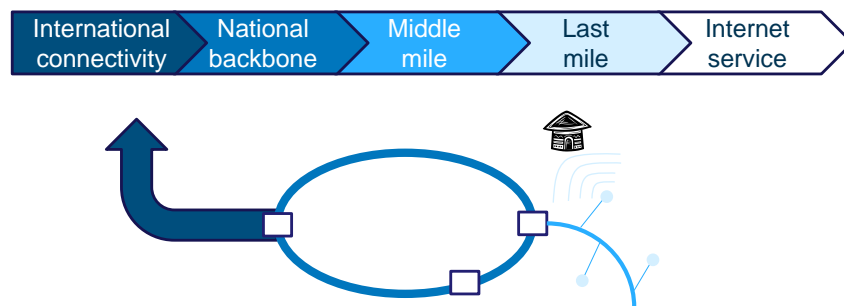 International
connectivity
National
backbone
Middle
mile
Last
mile
Internet
service